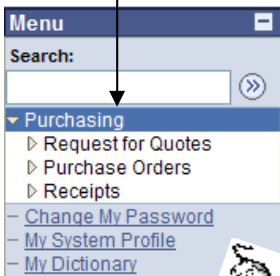 Menu
Search:
Purchasing
Request for Quotes
Purchase Orders
Receipts
Change My Password
My System Profile
My Dictionary